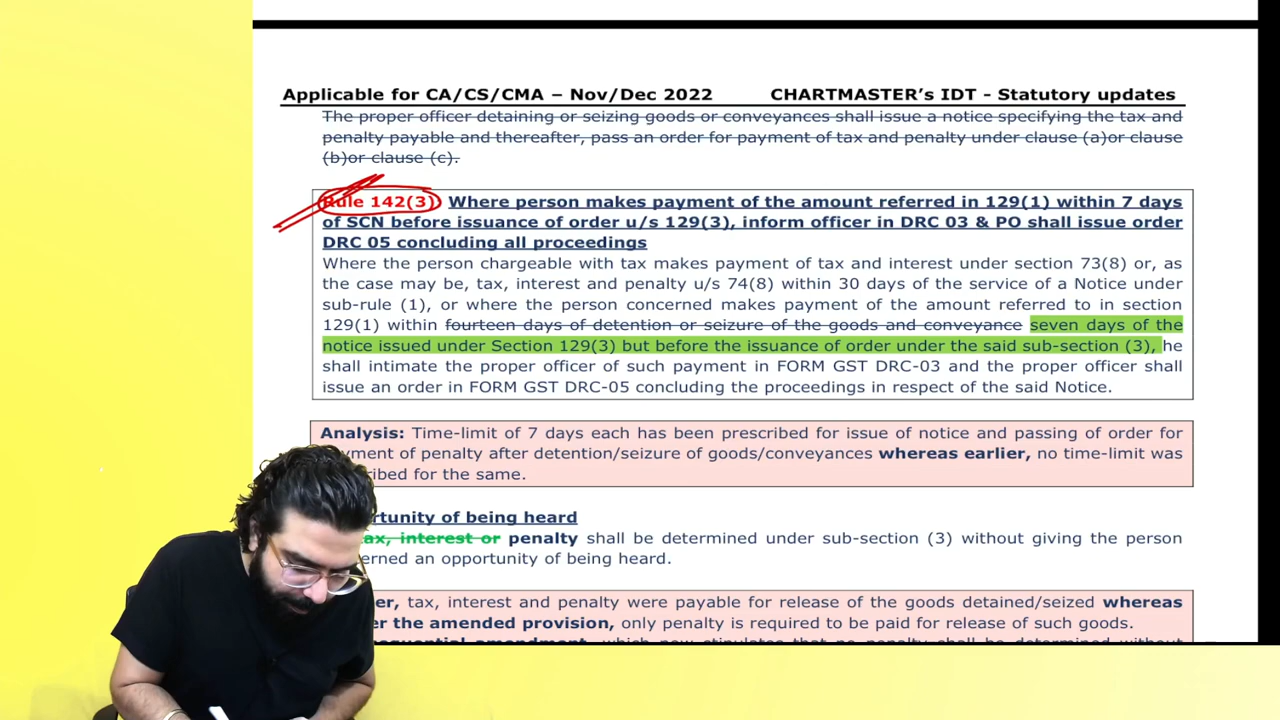 Applicable for CA/CS/CMA – Nov/Dec 2022 CHARTMASTER's IDT - Statutory updates
The proper officer detaining or seizing goods or conveyances shall issue a notice specifying the tax and
penalty payable and thereafter, pass an order for payment of tax and penalty under clause (a)or clause
(b)or clause (c).
Rule 142(3) Where person makes payment of the amount referred in 129(1) within 7 days
of SCN before issuance of order u/s 129(3), inform officer in DRC 03 & PO shall issue order
DRC 05 concluding all proceedings
Where the person chargeable with tax makes payment of tax and interest under section 73(8) or, as
the case may be, tax, interest and penalty u/s 74(8) within 30 days of the service of a Notice under
sub-rule (1), or where the person concerned makes payment of the amount referred to in section
129(1) within fourteen days of detention or seizure of the goods and conveyance seven days of the
notice issued under Section 129(3) but before the issuance of order under the said sub-section (3), he
shall intimate the proper officer of such payment in FORM GST DRC-03 and the proper officer shall
issue an order in FORM GST DRC-05 concluding the proceedings in respect of the said Notice.
Analysis: Time-limit of 7 days each has been prescribed for issue of notice and passing of order for
yment of penalty after detention/seizure of goods/conveyances whereas earlier, no time-limit was
ribed for the same.
rtunity of being heard
ax, interest or penalty shall be determined under sub-section (3) without giving the person
erned an opportunity of being heard.
er, tax, interest and penalty were payable for release of the goods detained/seized whereas
er the amended provision, only penalty is required to be paid for release of such goods.